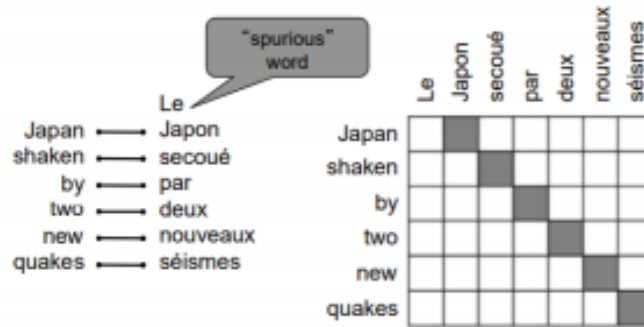 "spurious"
word
Le
Japan Japon
shaken secoué
by par
two deux
new nouveaux
quakes séismes
Le Japon secoué par deux nouveaux séismes
Japan
shaken
by
two
new
quakes